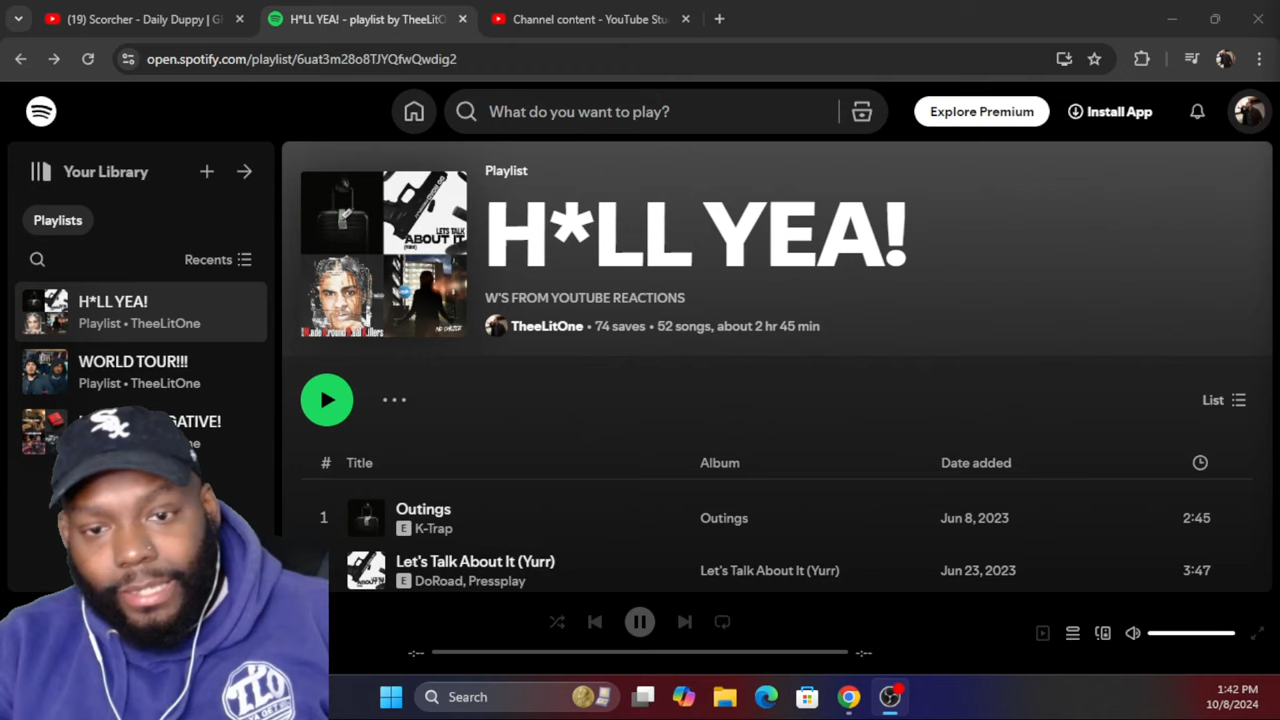 (19) Scorcher - Daily Duppy | G
H*LL YEA! - playlist by TheeLitO
Channel content - YouTube Stu
open.spotify.com/playlist/6uat3m28o8TJYQfwQwdig2
What do you want to play?
Explore Premium
Install App
Your Library
Playlists
Recents
H*LL YEA!
Playlist • TheeLitOne
WORLD TOUR!!!
Playlist • TheeLitOne
GATIVE!
ne
Playlist
H*LL YEA!
W'S FROM YOUTUBE REACTIONS
TheeLitOne • 74 saves • 52 songs, about 2 hr 45 min
LETS TALK
ABOUT IT
List
# Title Album Date added
1 Outings Outings Jun 8, 2023 2:45
E K-Trap
Let's Talk About It (Yurr) Let's Talk About It (Yurr) Jun 23, 2023 3:47
E DoRoad, Pressplay
-:--
-:--
Sox
TLO
Search
1:42 PM
10/8/2024